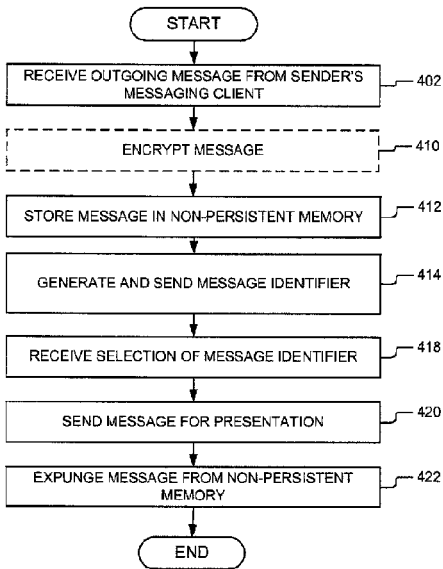 START
RECEIVE OUTGOING MESSAGE FROM SENDER'S
MESSAGING CLIENT
402
ENCRYPT MESSAGE
410
STORE MESSAGE IN NON-PERSISTENT MEMORY
412
GENERATE AND SEND MESSAGE IDENTIFIER
414
RECEIVE SELECTION OF MESSAGE IDENTIFIER
418
SEND MESSAGE FOR PRESENTATION
420
EXPUNGE MESSAGE FROM NON-PERSISTENT
MEMORY
422
END